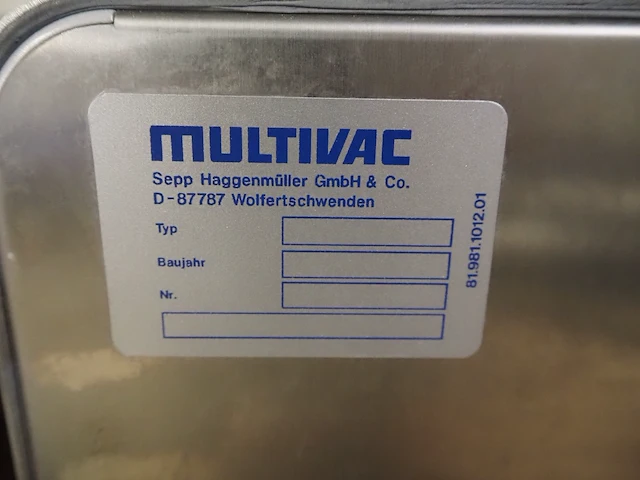 MULTIVAC
Sepp Haggenmüller GmbH & Co.
D-87787 Wolfertschwenden
Typ
Baujahr
Nr.
81.981.1012.01